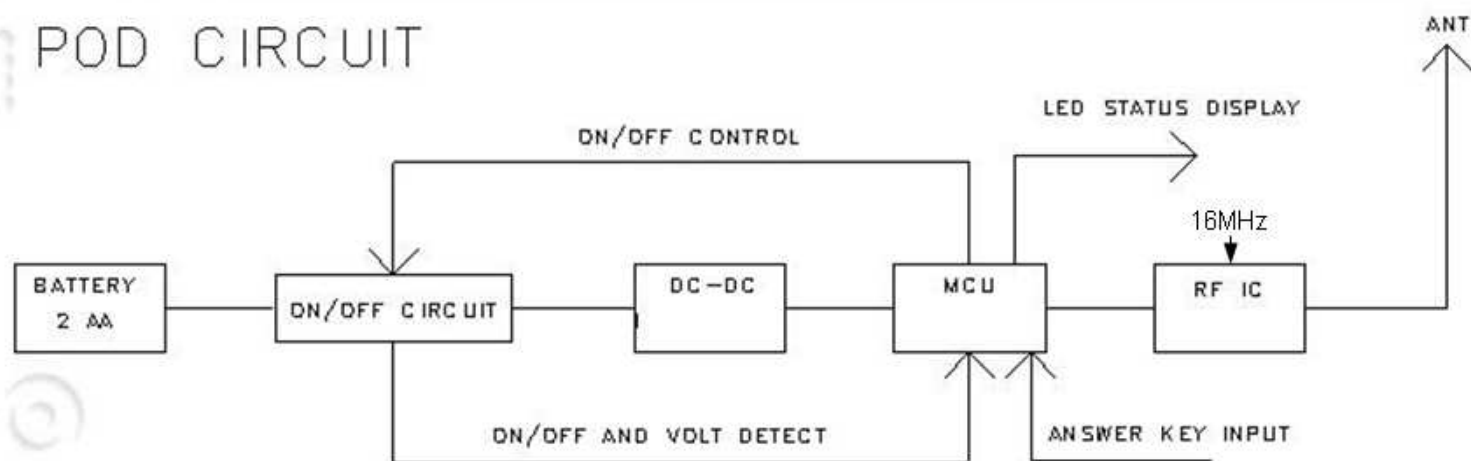 POD CIRCUIT
ANT
LED STATUS DISPLAY
ON/OFF CONTROL
16MHz
BATTERY
2 AA
ON/OFF CIRCUIT
DC-DC
MCU
RF IC
ON/OFF AND VOLT DETECT
ANSWER KEY INPUT